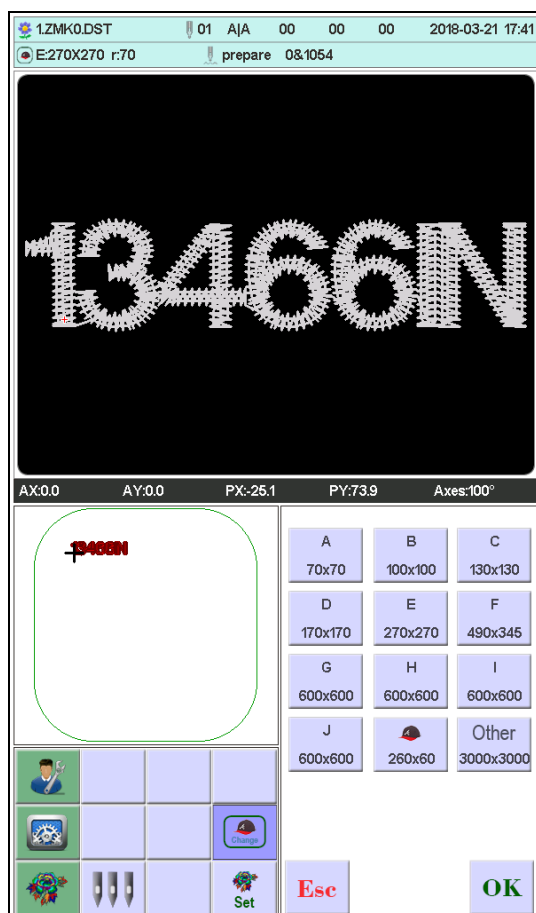 1.ZMK0.DST 01 A|A 00 00 00 2018-03-21 17:41
E:270X270 r:70 prepare 0&1054
13466IN
AX:0.0 AY:0.0 PX:-25.1 PY:73.9 Axes:100°
13466IN
A B C
70x70 100x100 130x130
D E F
170x170 270x270 490x345
G H I
600x600 600x600 600x600
J Other
600x600 260x60 3000x3000
Change
Set
Esc OK